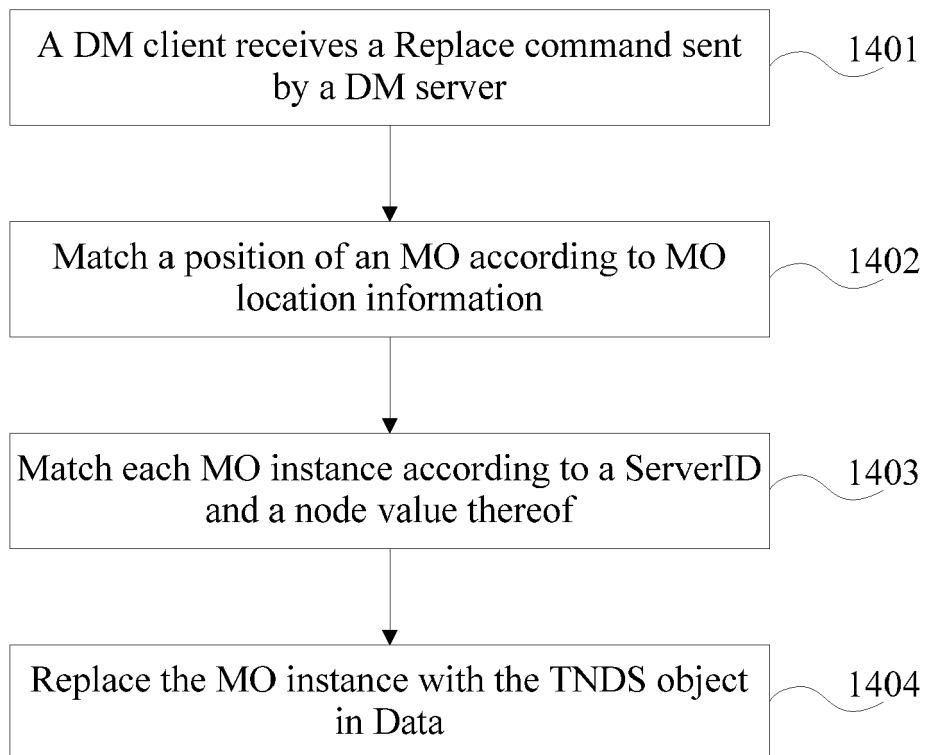 A DM client receives a Replace command sent
by a DM server
1401
Match a position of an MO according to MO
location information
1402
Match each MO instance according to a ServerID
and a node value thereof
1403
Replace the MO instance with the TNDS object
in Data
1404